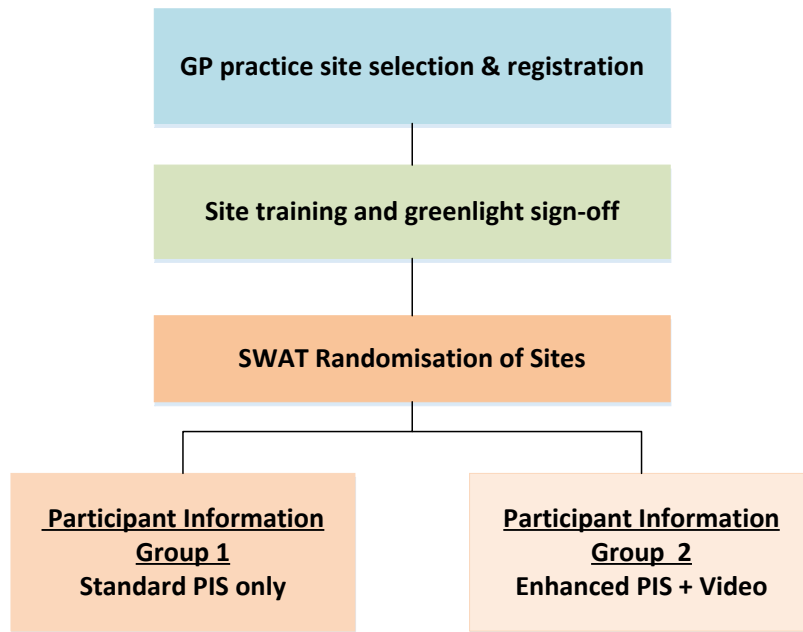 GP practice site selection & registration
Site training and greenlight sign-off
SWAT Randomisation of Sites
Participant Information
Group 1
Standard PIS only
Participant Information
Group 2
Enhanced PIS + Video